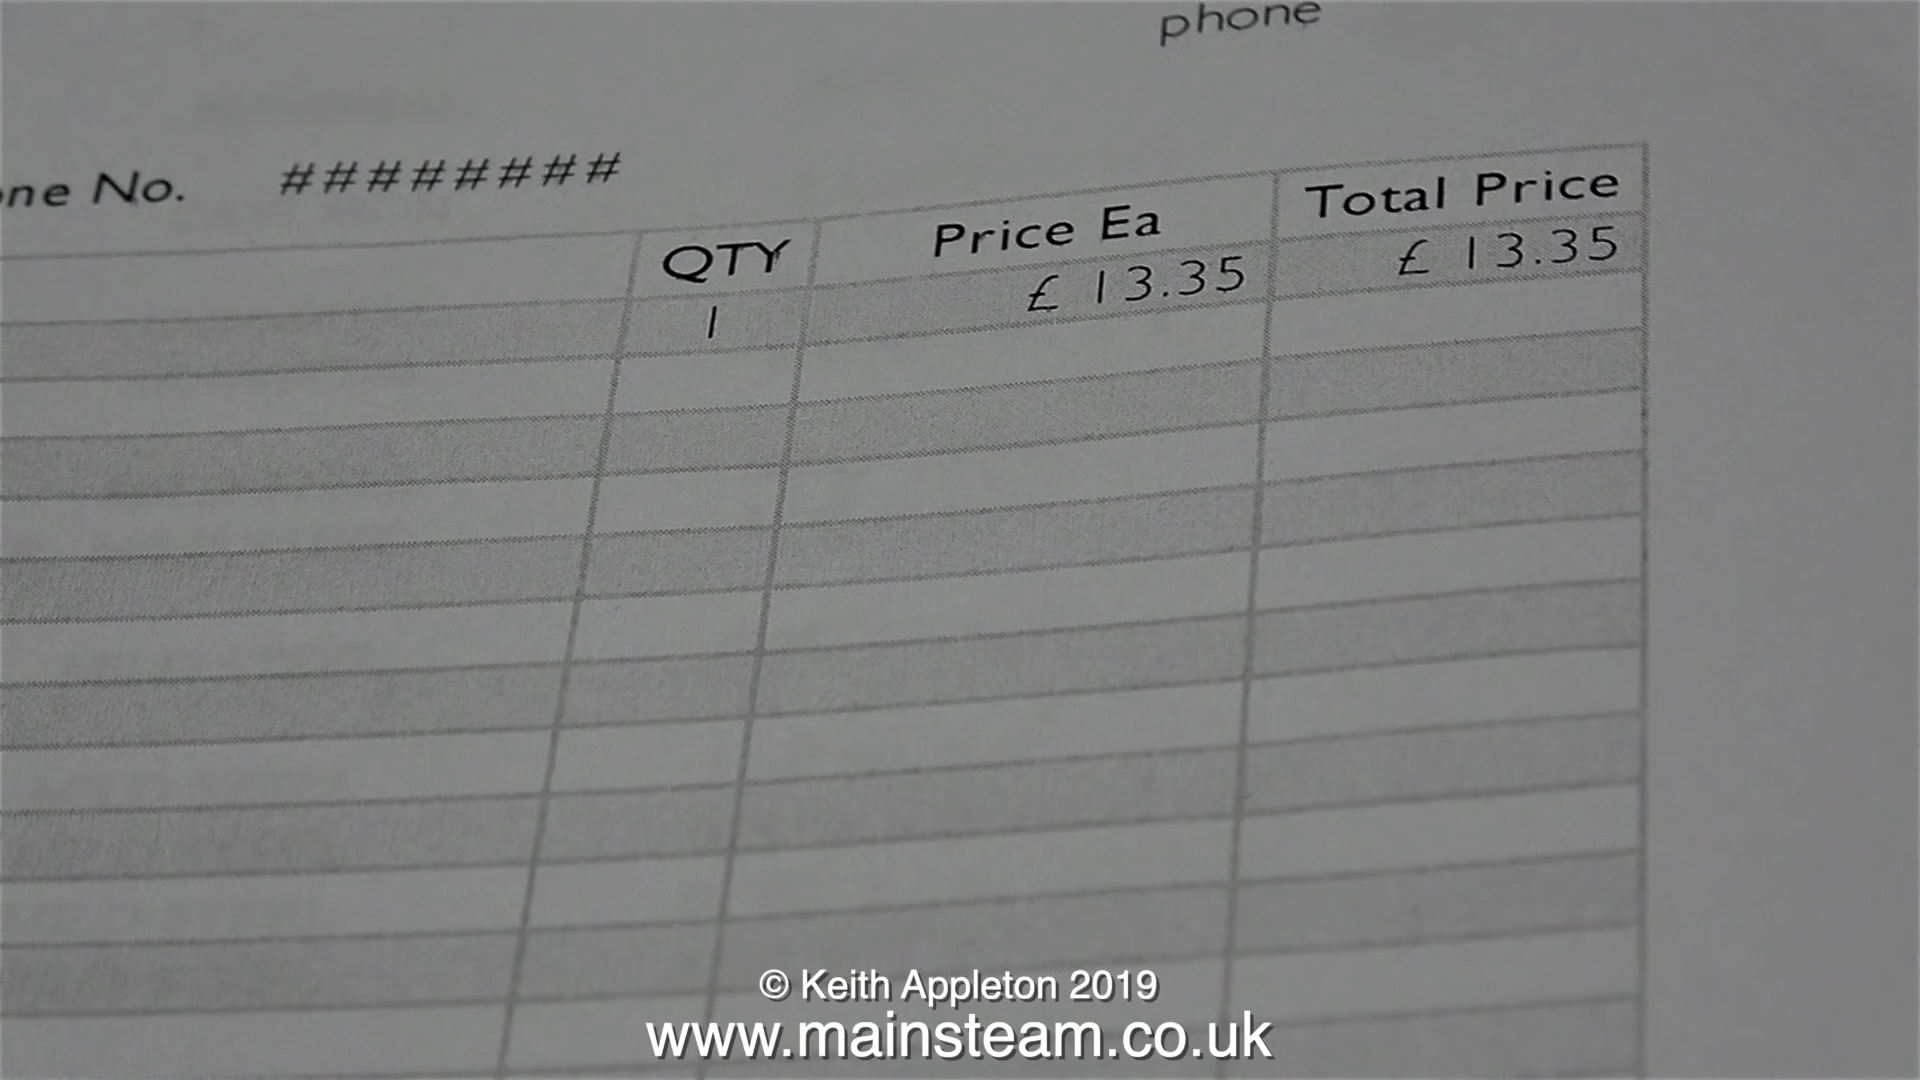 phone
ne No. ########
QTY Price Ea Total Price
1 £ 13.35 £ 13.35
© Keith Appleton 2019
www.mainsteam.co.uk